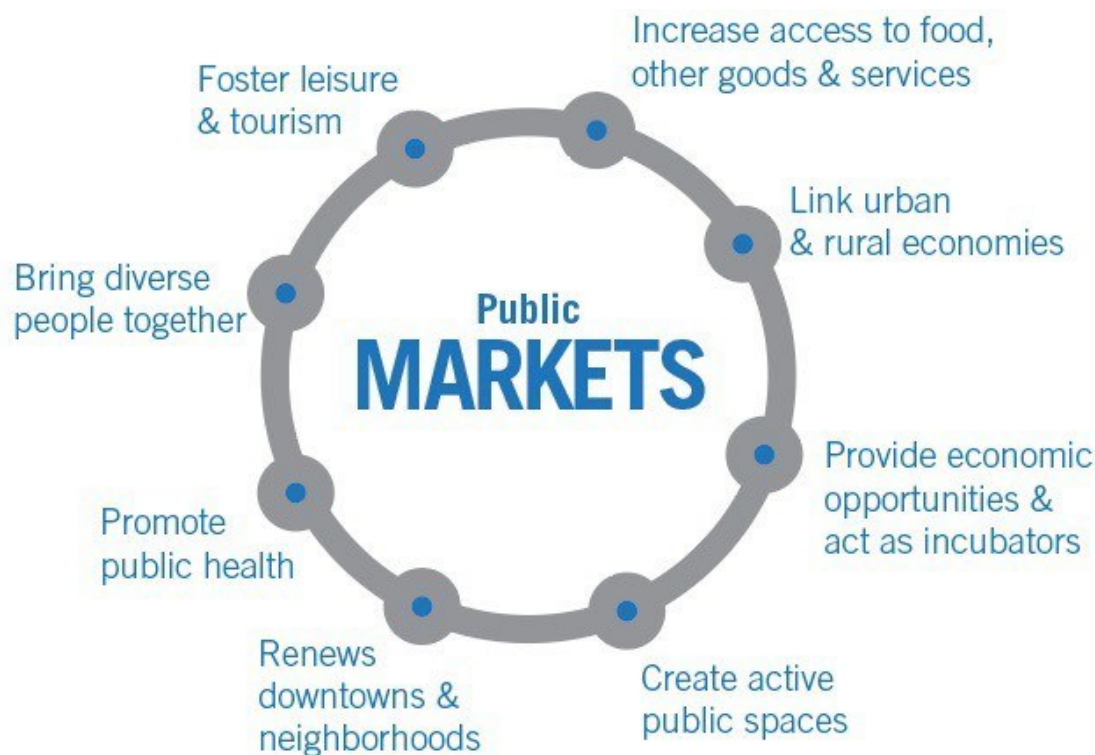 Public
MARKETS
Increase access to food,
other goods & services
Link urban
& rural economies
Provide economic
opportunities &
act as incubators
Create active
public spaces
Renews
downtowns &
neighborhoods
Promote
public health
Bring diverse
people together
Foster leisure
& tourism